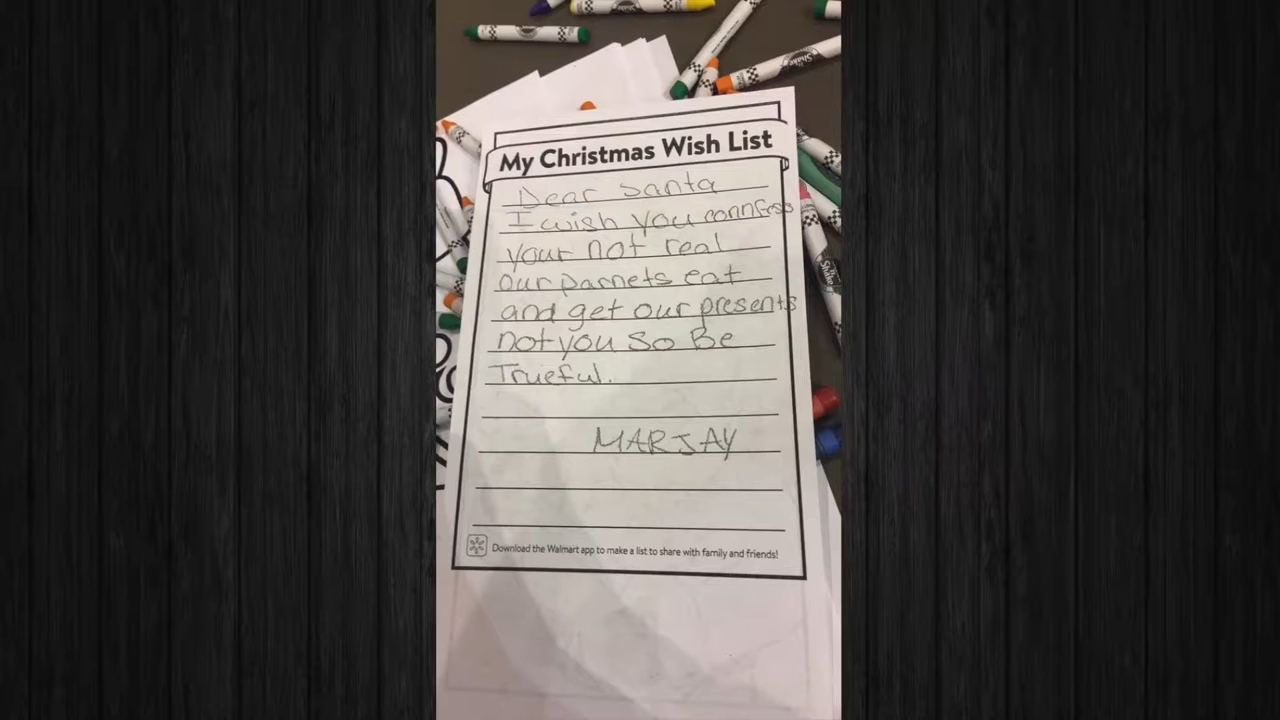 My Christmas Wish List
Dear Santa
I wish you connfess
your not real
our parnets eat
and get our presents
not you so Be
Trueful.
MARJAY
Download the Walmart app to make a list to share with family and friends!